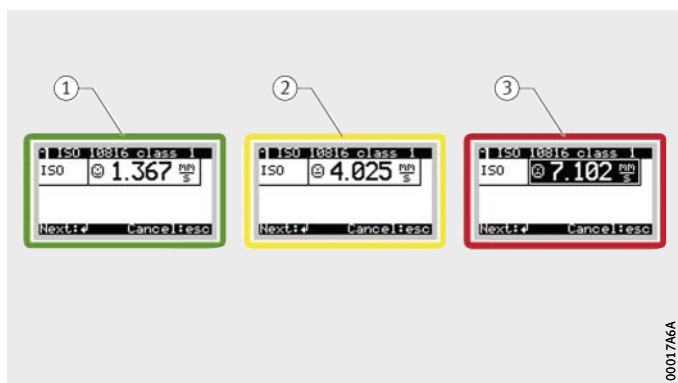 1
2
3
ISO 10816 class 1
ISO 1.367 MM/S
Next:↲ Cancel:esc
ISO 10816 class 1
ISO 4.025 MM/S
Next:↲ Cancel:esc
ISO 10816 class 1
ISO 7.102 MM/S
Next:↲ Cancel:esc
00017A6A